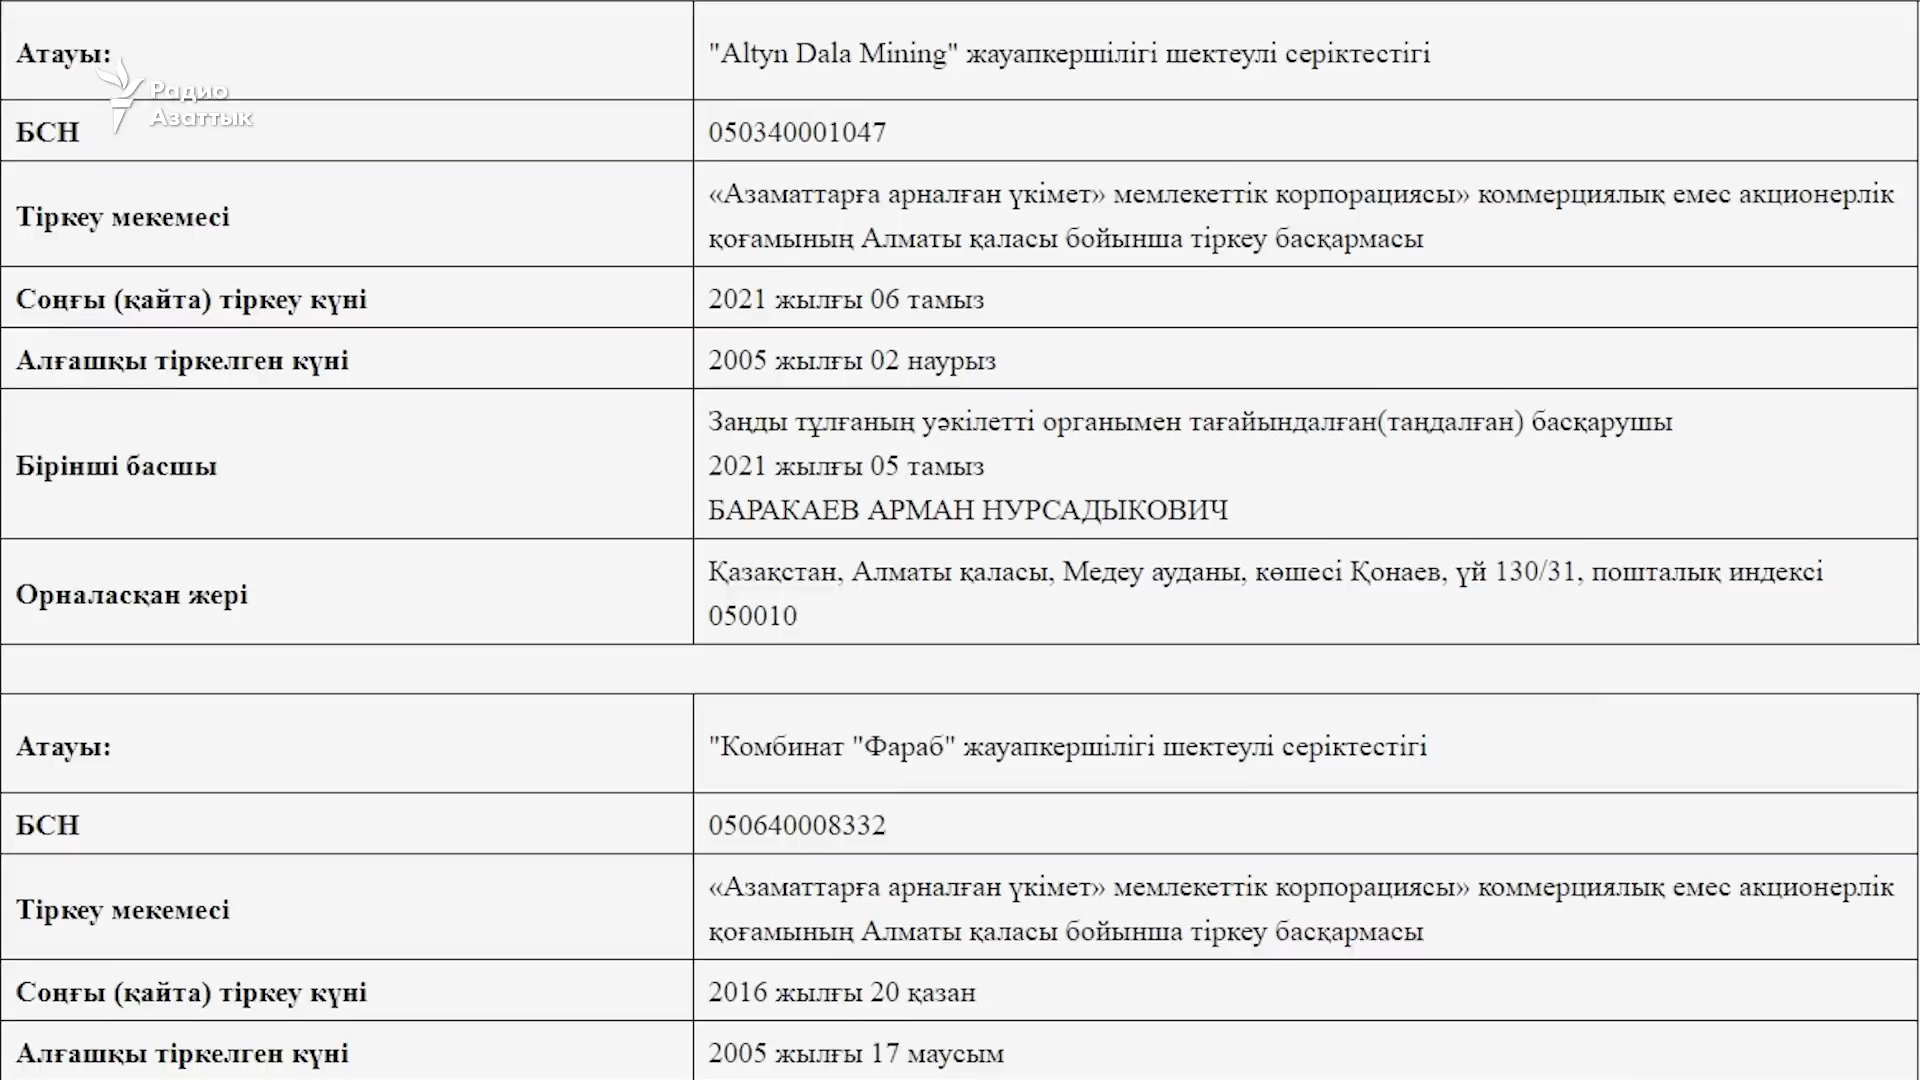 Атауы:
"Altyn Dala Mining" жауапкершілігі шектеулі серіктестігі
Радио
Азаттык
БСН
050340001047
Тіркеу мекемесі
«Азаматтарға арналған үкімет» мемлекеттік корпорациясы» коммерциялық емес акционерлік
қоғамының Алматы қаласы бойынша тіркеу басқармасы
Соңғы (қайта) тіркеу күні
2021 жылғы 06 тамыз
Алғашқы тіркелген күні
2005 жылғы 02 наурыз
Бірінші басшы
Заңды тұлғаның уәкілетті органымен тағайындалған(таңдалған) басқарушы
2021 жылғы 05 тамыз
БАРАКАЕВ АРМАН НУРСАДЫКОВИЧ
Орналасқан жері
Қазақстан, Алматы қаласы, Медеу ауданы, көшесі Қонаев, үй 130/31, пошталық индексі
050010
Атауы:
"Комбинат "Фараб" жауапкершілігі шектеулі серіктестігі
БСН
050640008332
Тіркеу мекемесі
«Азаматтарға арналған үкімет» мемлекеттік корпорациясы» коммерциялық емес акционерлік
қоғамының Алматы қаласы бойынша тіркеу басқармасы
Соңғы (қайта) тіркеу күні
2016 жылғы 20 қазан
Алғашқы тіркелген күні
2005 жылғы 17 маусым